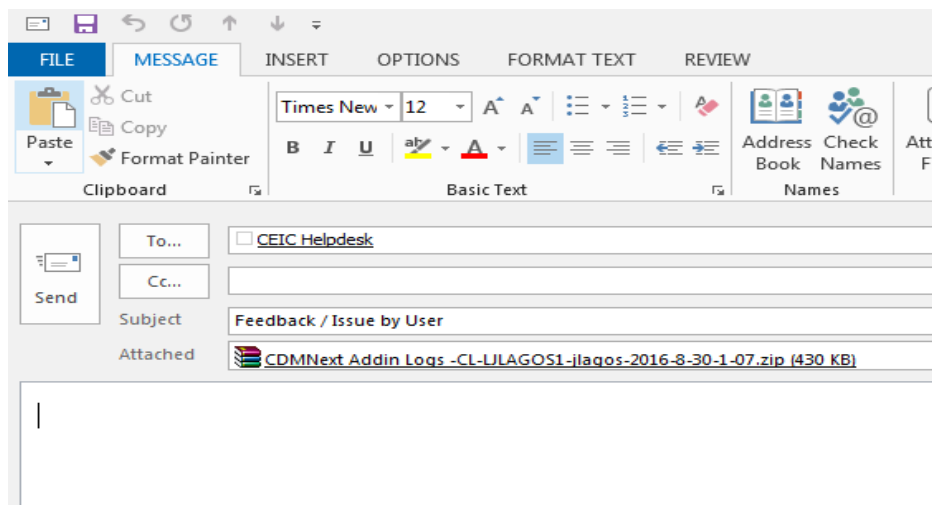 FILE MESSAGE INSERT OPTIONS FORMAT TEXT REVIEW
Paste
Cut
Copy
Format Painter
Clipboard
Times New 12
B I U
Basic Text
Address Book
Check Names
Names
Send
To... CEIC Helpdesk
Cc...
Subject Feedback / Issue by User
Attached CDMNext Addin Logs -CL-LJLAGOS1-jlagos-2016-8-30-1-07.zip (430 KB)